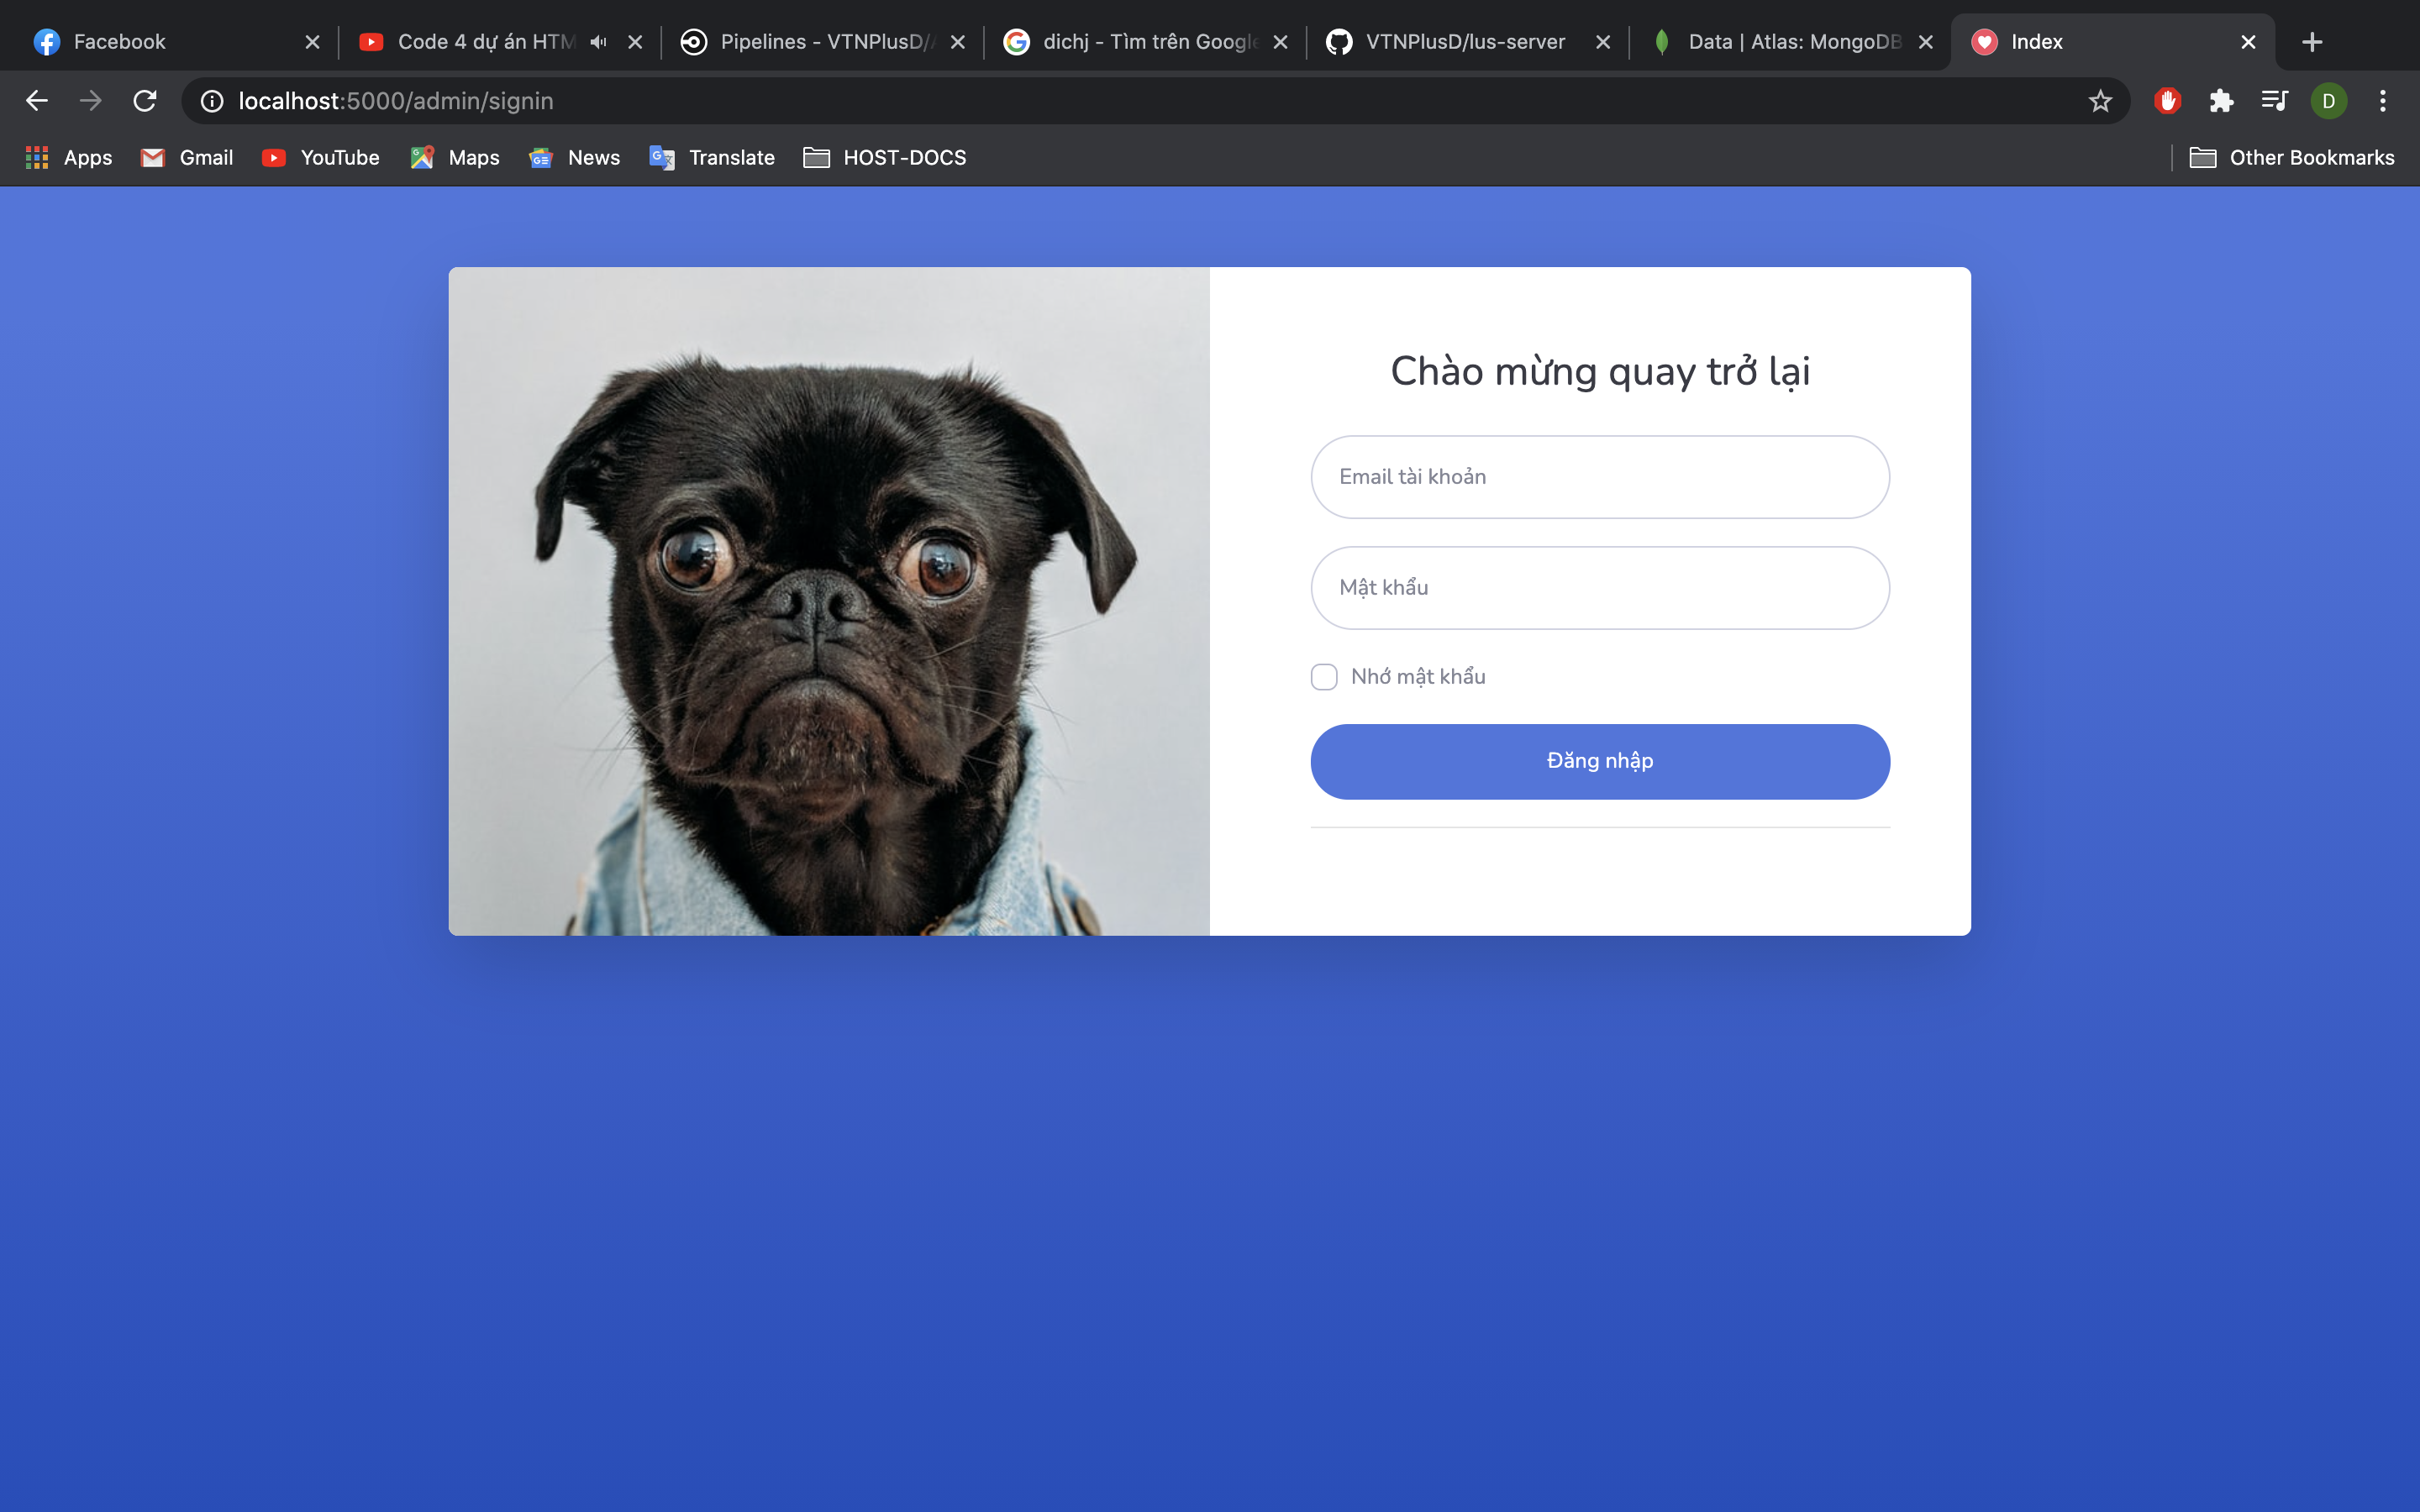 Facebook
Code 4 dự án HTM
Pipelines - VTNPlusD/
dichj - Tìm trên Google
VTNPlusD/lus-server
Data | Atlas: MongoDB
Index
localhost:5000/admin/signin
D
Apps
Gmail
YouTube
Maps
News
Translate
HOST-DOCS
Other Bookmarks
Chào mừng quay trở lại
Email tài khoản
Mật khẩu
Nhớ mật khẩu
Đăng nhập